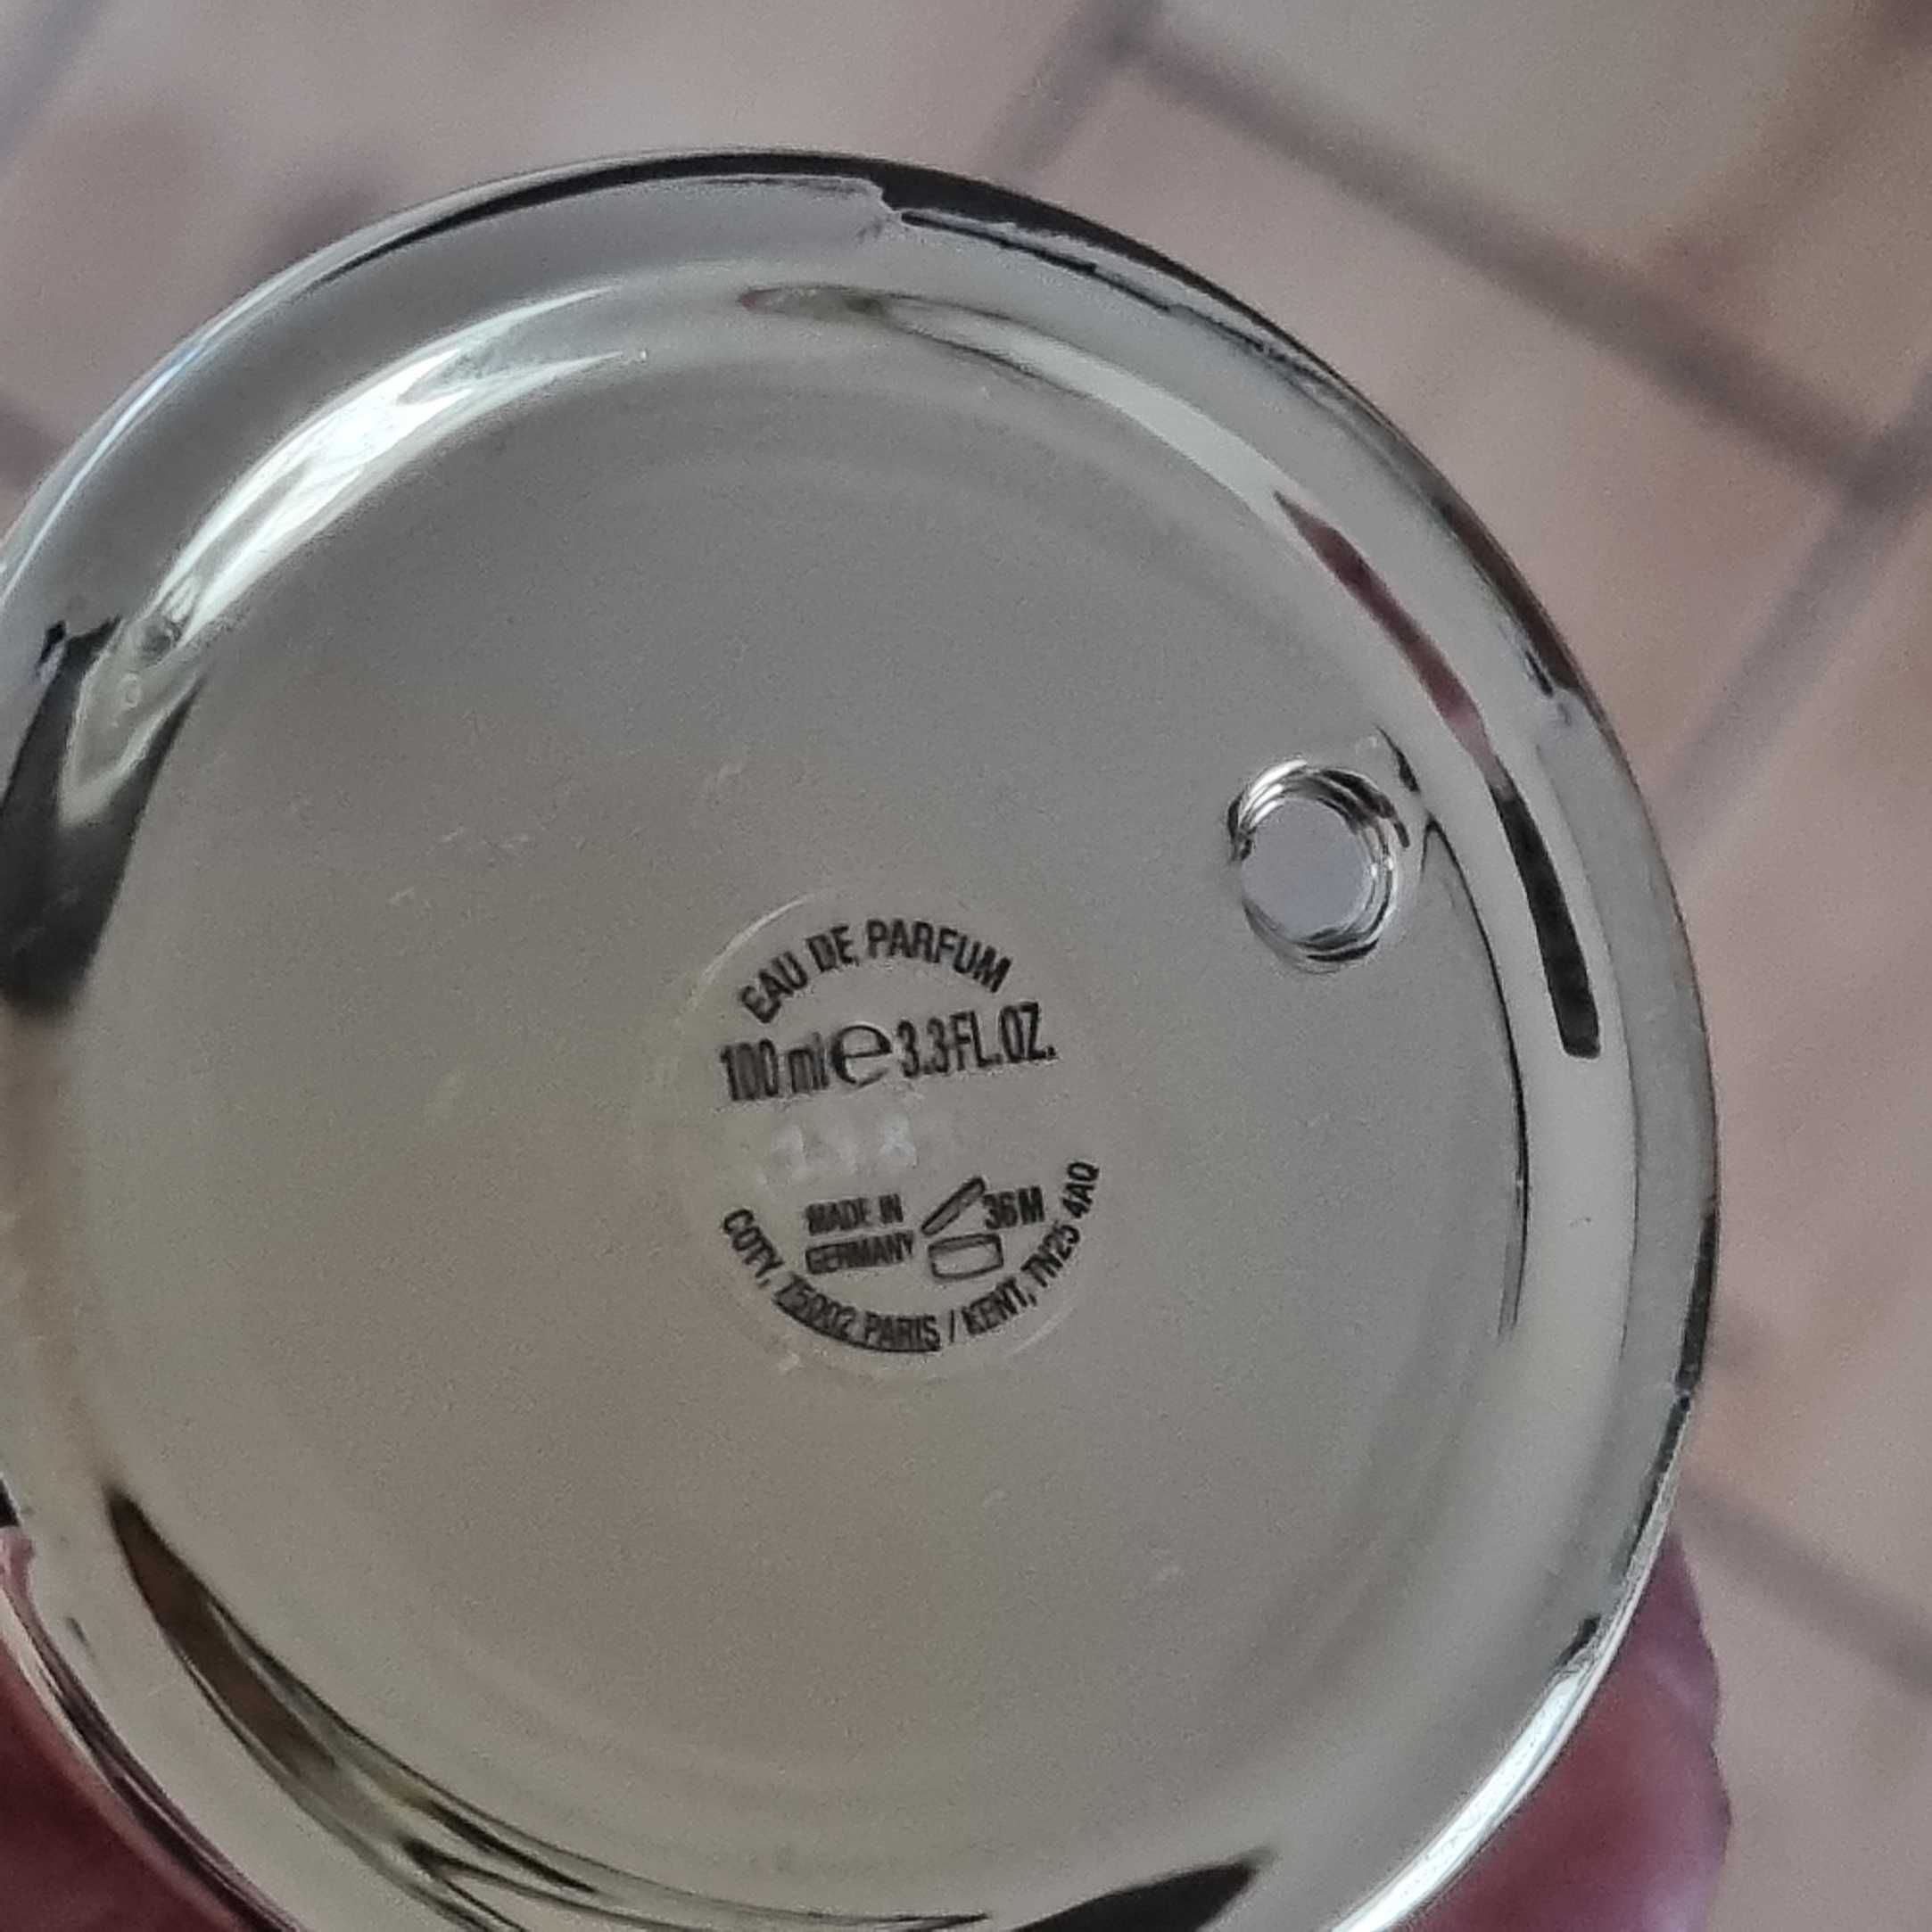 EAU DE PARFUM
100 ml e 3.3 FL.OZ.
MADE IN
GERMANY
36M
COTY, 75002 PARIS / KENT, TN25 4AQ